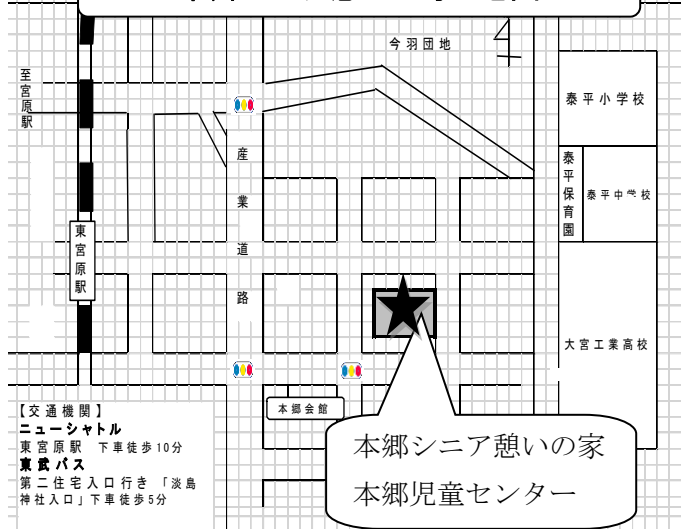 今羽団地
至宮原駅
泰平小学校
産業道路
泰平保育園
泰平中学校
東宮原駅
大宮工業高校
本郷会館
【交通機関】
ニューシャトル
東宮原駅 下車徒歩10分
東武バス
第二住宅入口行き 「淡島
神社入口」下車徒歩5分
本郷シニア憩いの家
本郷児童センター